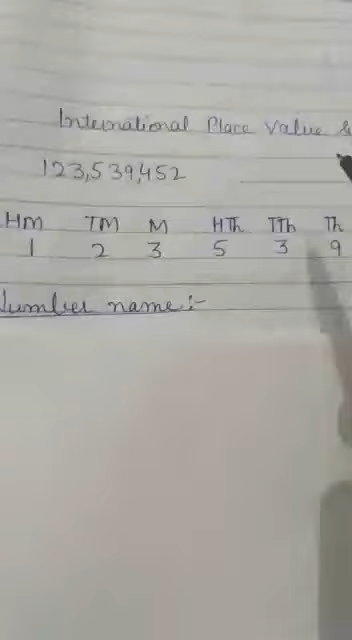 International Place Value &
123,539,452
HM TM M HTh TTh Th
1 2 3 5 3 9
Number name:-